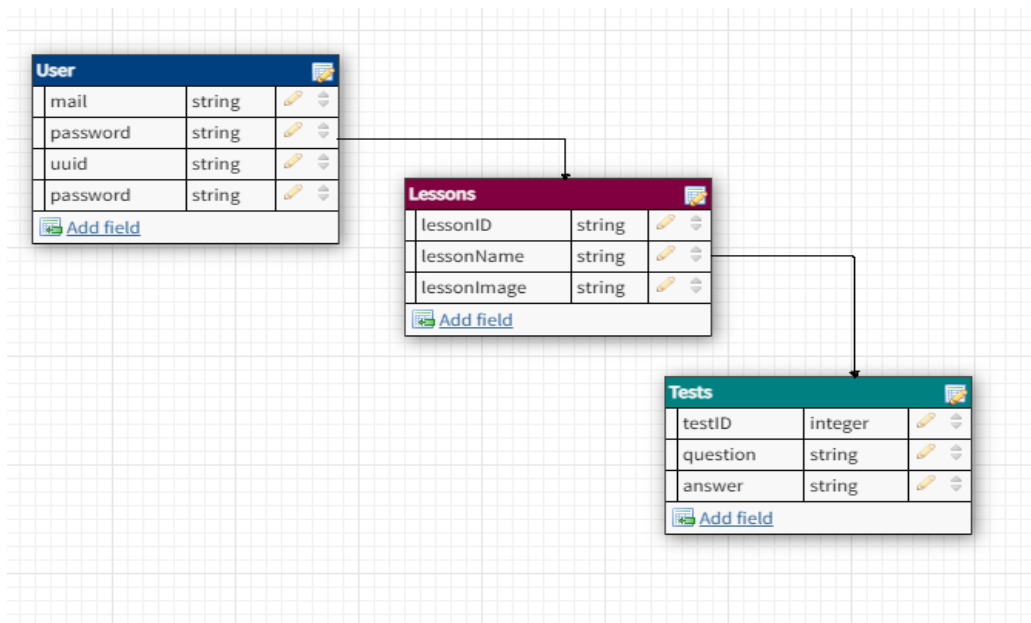 User
mail string
password string
uuid string
password string
Add field
Lessons
lessonID string
lessonName string
lessonImage string
Add field
Tests
testID integer
question string
answer string
Add field